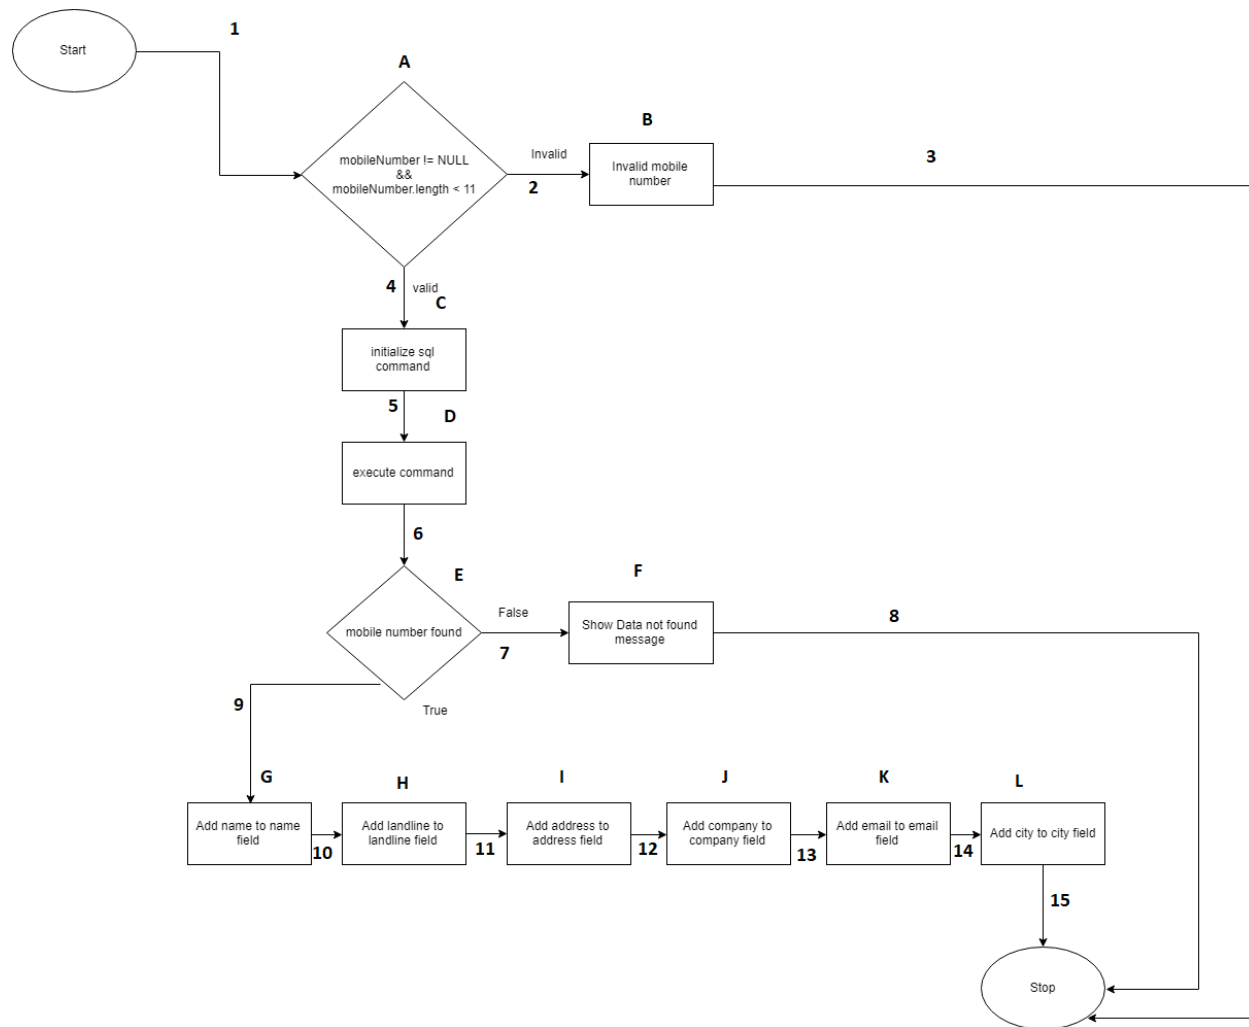 1
Start
A
mobileNumber != NULL
&&
mobileNumber.length < 11
Invalid
2
B
Invalid mobile
number
3
4
valid
C
initialize sql
command
5
D
execute command
6
E
mobile number found
False
7
F
Show Data not found
message
8
9
True
G
Add name to name
field
10
H
Add landline to
landline field
11
I
Add address to
address field
12
J
Add company to
company field
13
K
Add email to email
field
14
L
Add city to city field
15
Stop